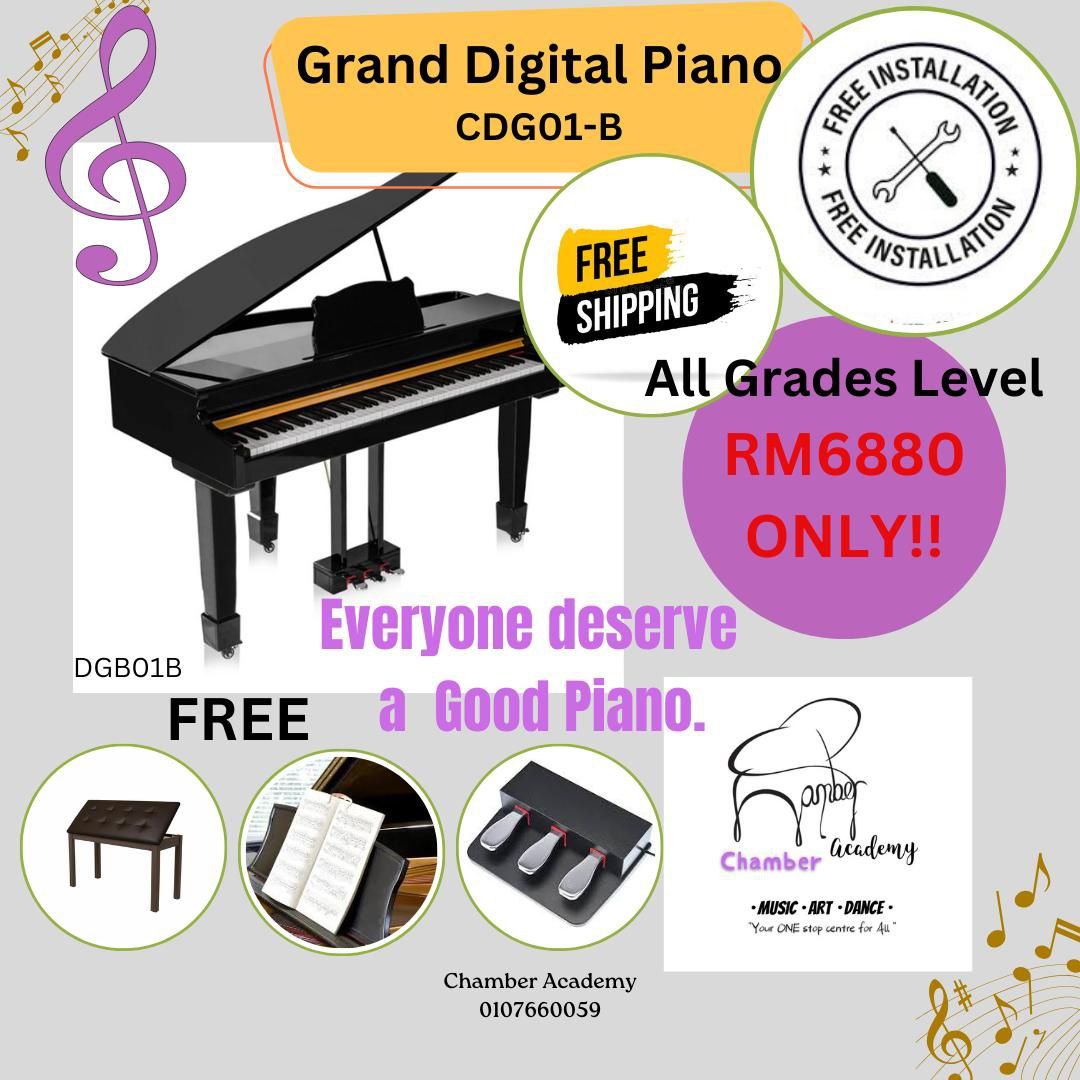 Grand Digital Piano
CDG01-B
FREE INSTALLATION
FREE INSTALLATION
FREE
SHIPPING
All Grades Level
RM6880
ONLY!!
Everyone deserve
a Good Piano.
DGB01B
FREE
Chamber
Academy
Chamber
•MUSIC •ART •DANCE•
"Your ONE stop centre for All"
Chamber Academy
0107660059